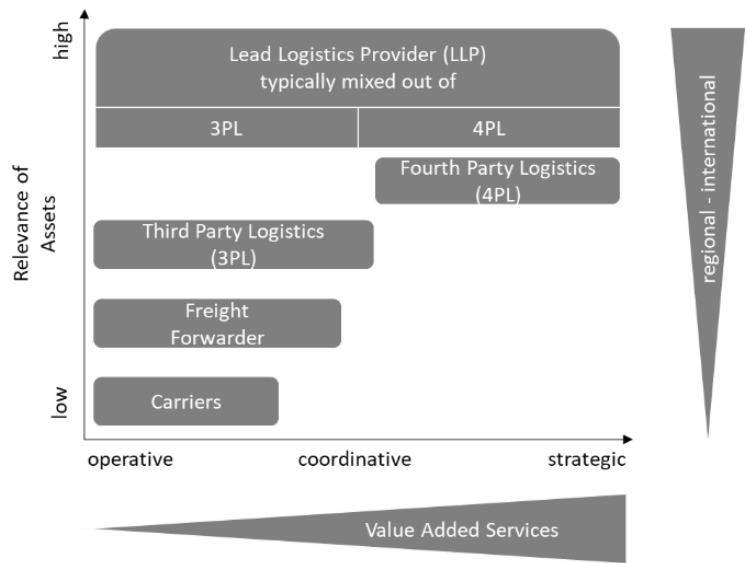 high
Lead Logistics Provider (LLP)
typically mixed out of
3PL
4PL
Fourth Party Logistics
(4PL)
Third Party Logistics
(3PL)
Freight
Forwarder
Carriers
low
Relevance of
Assets
operative
coordinative
strategic
Value Added Services
regional - international